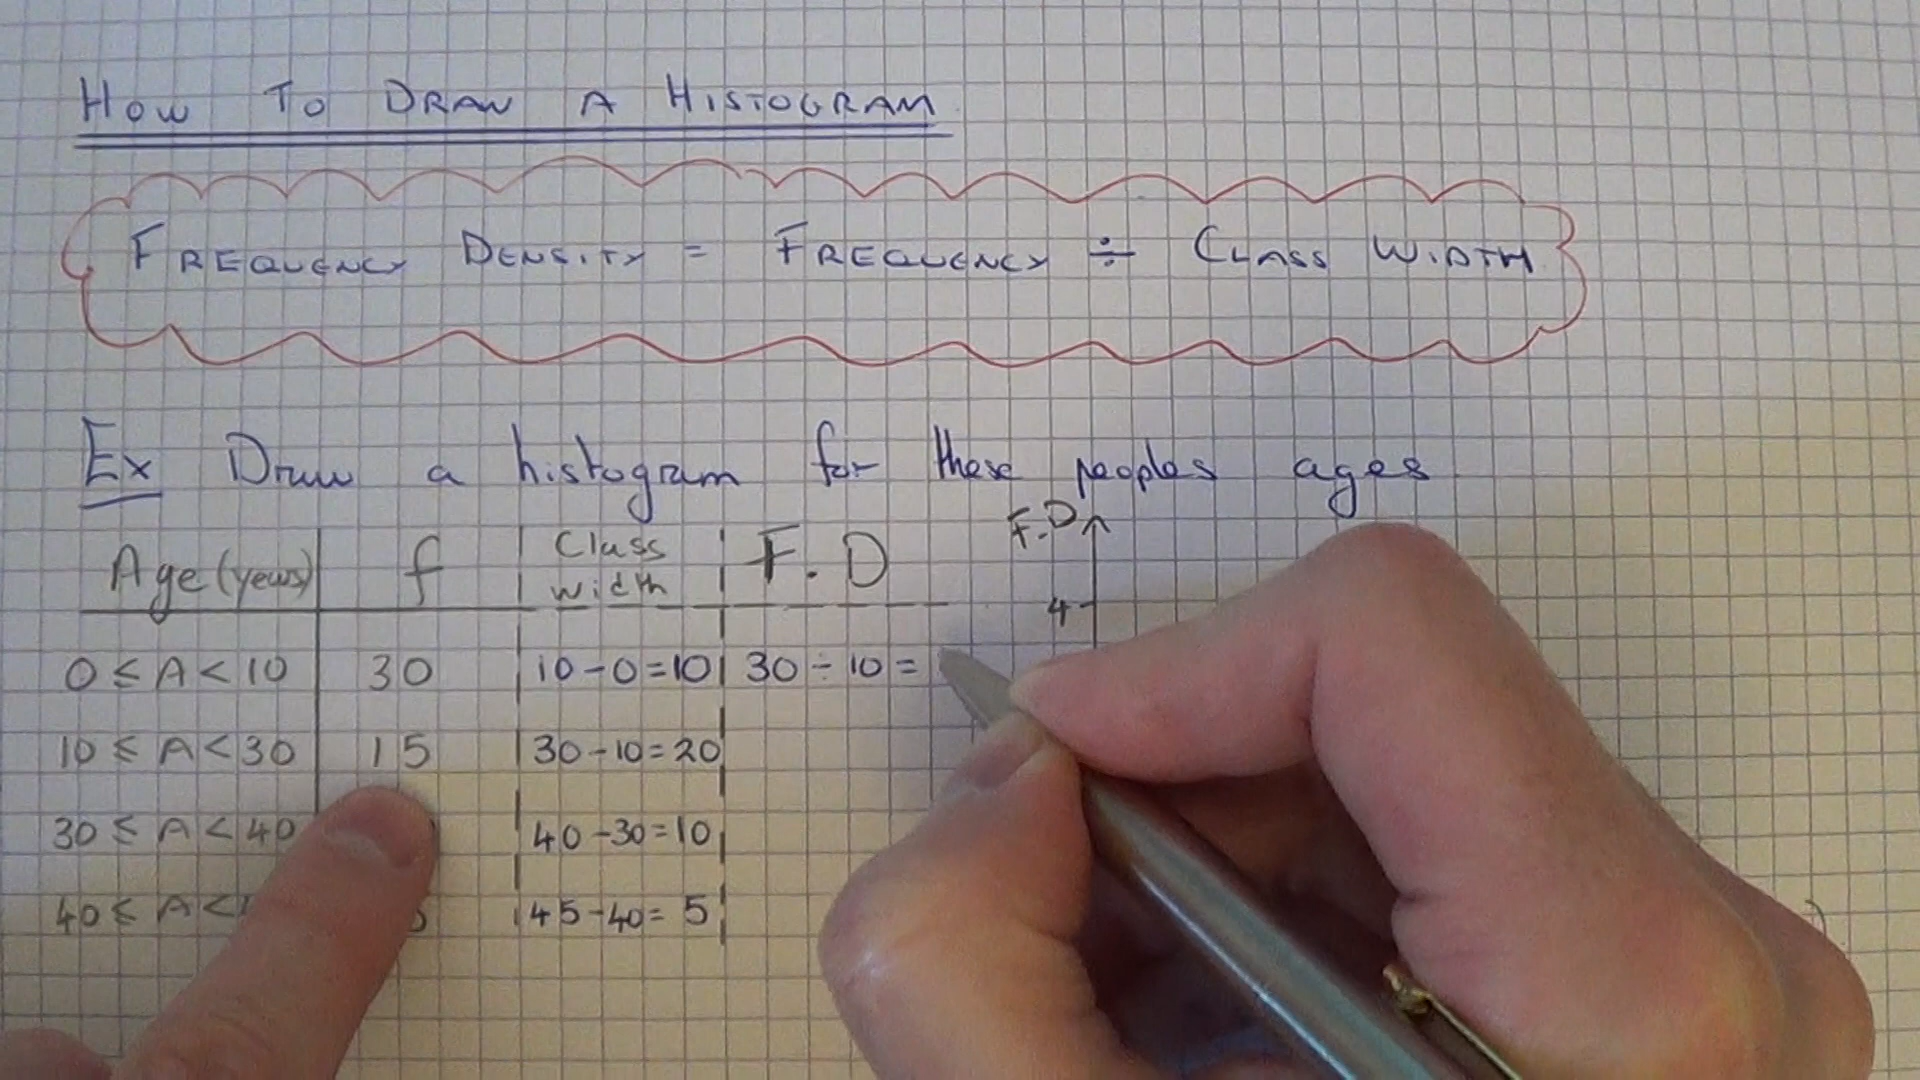 HOW TO DRAW A HISTOGRAM
FREQUENCY DENSITY = FREQUENCY ÷ CLASS WIDTH
Ex Draw a histogram for these peoples ages
Age (years) f Class width F.D
0 ≤ A < 10 30 10-0=10 30÷10=
10 ≤ A < 30 15 30-10=20
30 ≤ A < 40 40-30=10
40 ≤ A < 45-40=5
F.D
4